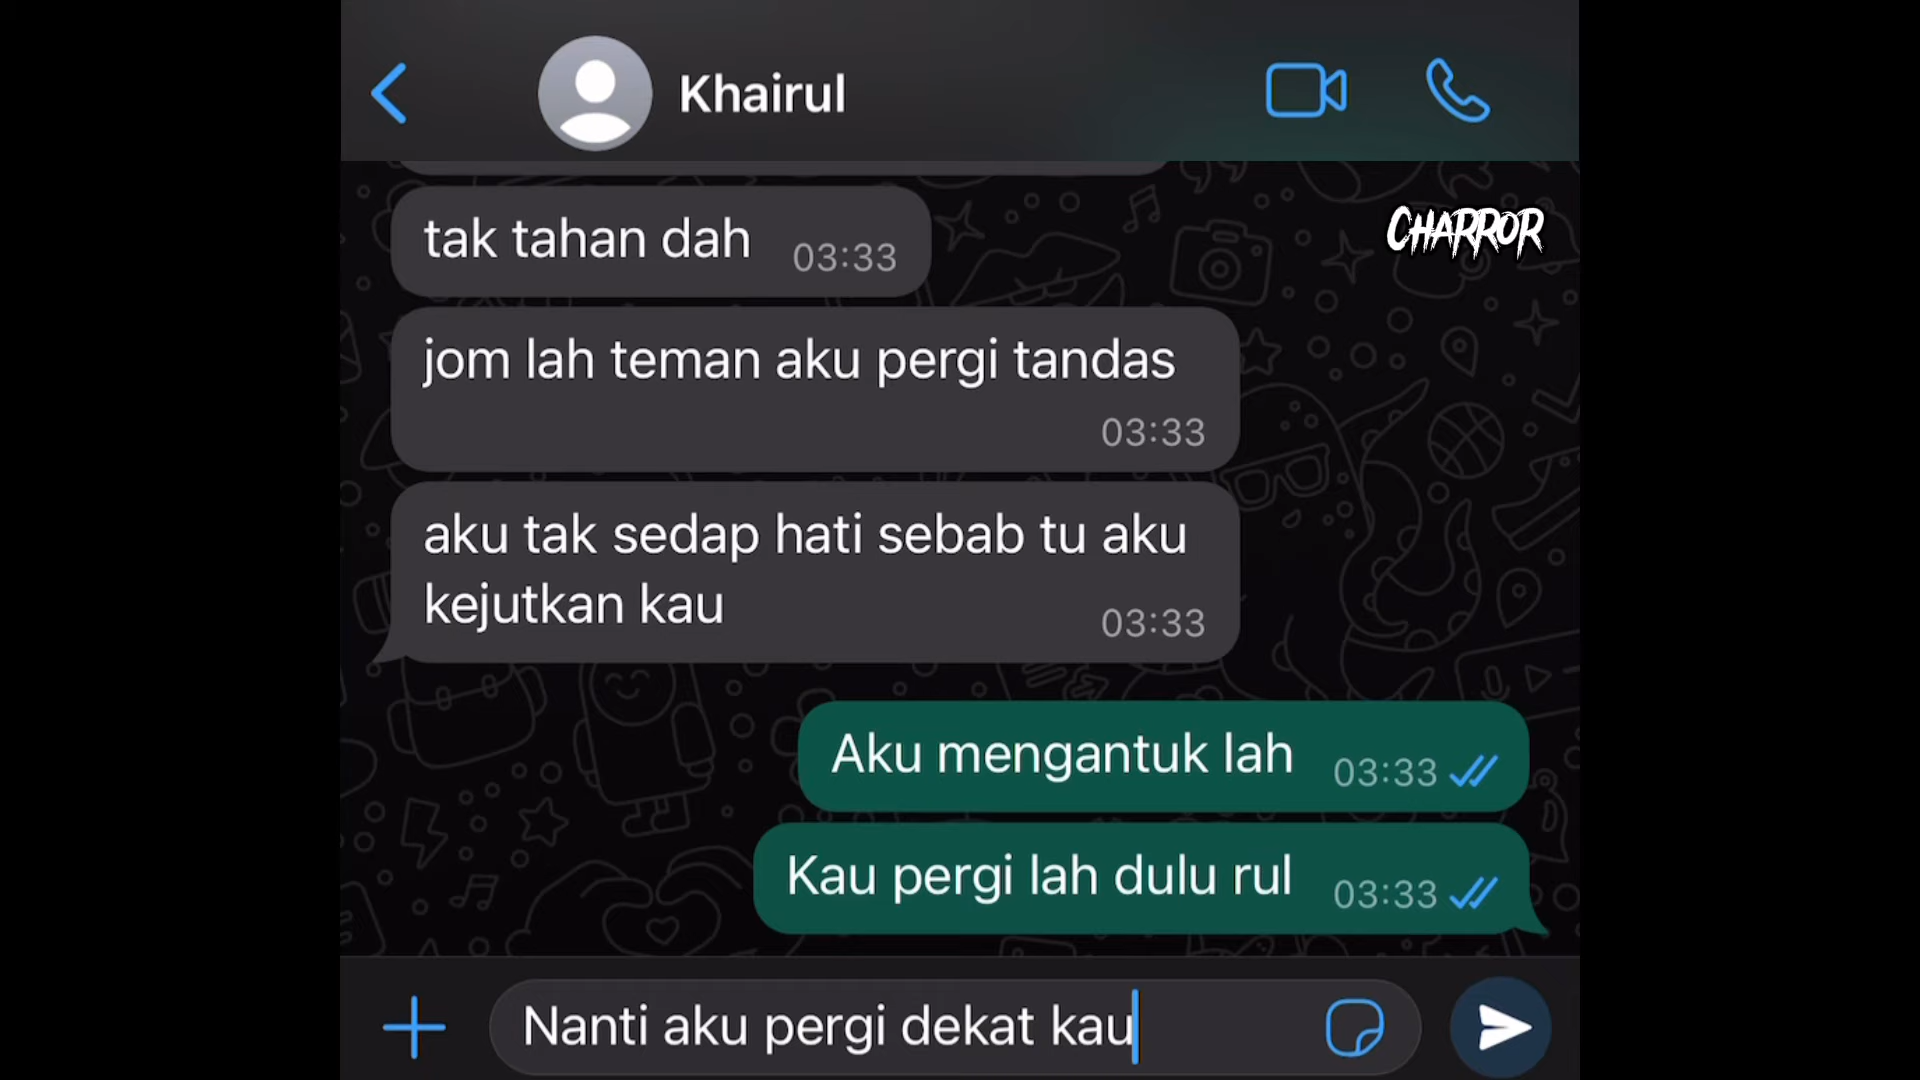 Khairul
CHARROR
tak tahan dah 03:33
jom lah teman aku pergi tandas
03:33
aku tak sedap hati sebab tu aku
kejutkan kau 03:33
Aku mengantuk lah 03:33
Kau pergi lah dulu rul 03:33
Nanti aku pergi dekat kau